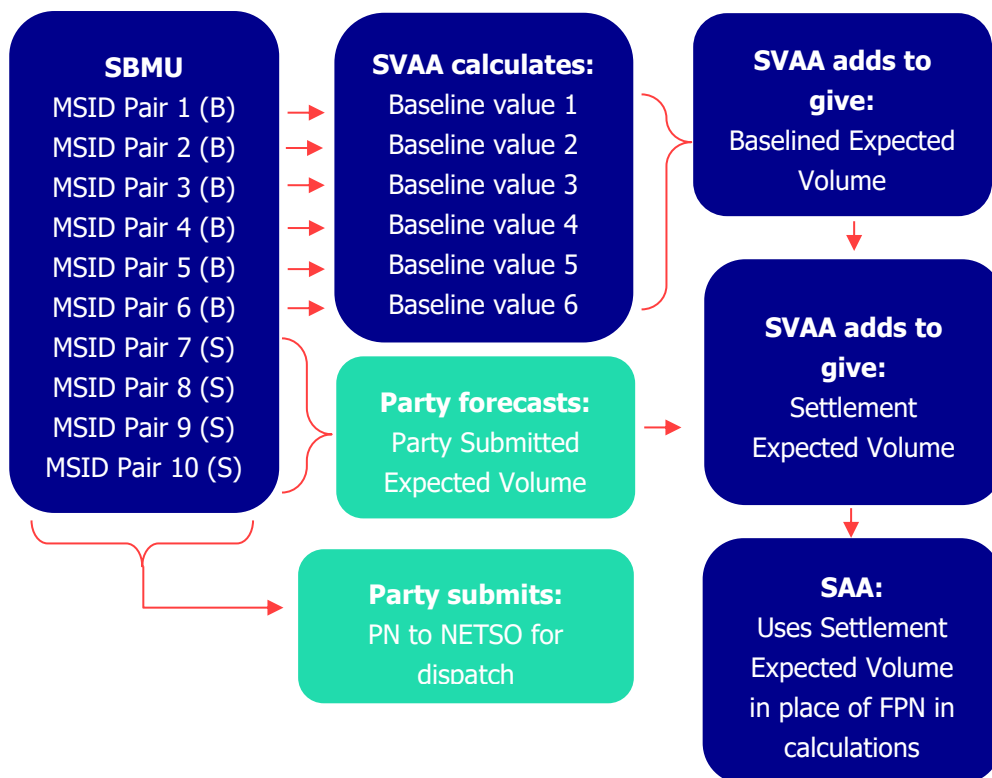 SBMU
MSID Pair 1 (B)
MSID Pair 2 (B)
MSID Pair 3 (B)
MSID Pair 4 (B)
MSID Pair 5 (B)
MSID Pair 6 (B)
MSID Pair 7 (S)
MSID Pair 8 (S)
MSID Pair 9 (S)
MSID Pair 10 (S)
SVAA calculates:
Baseline value 1
Baseline value 2
Baseline value 3
Baseline value 4
Baseline value 5
Baseline value 6
SVAA adds to
give:
Baselined Expected
Volume
Party forecasts:
Party Submitted
Expected Volume
SVAA adds to
give:
Settlement
Expected Volume
Party submits:
PN to NETSO for
dispatch
SAA:
Uses Settlement
Expected Volume
in place of FPN in
calculations